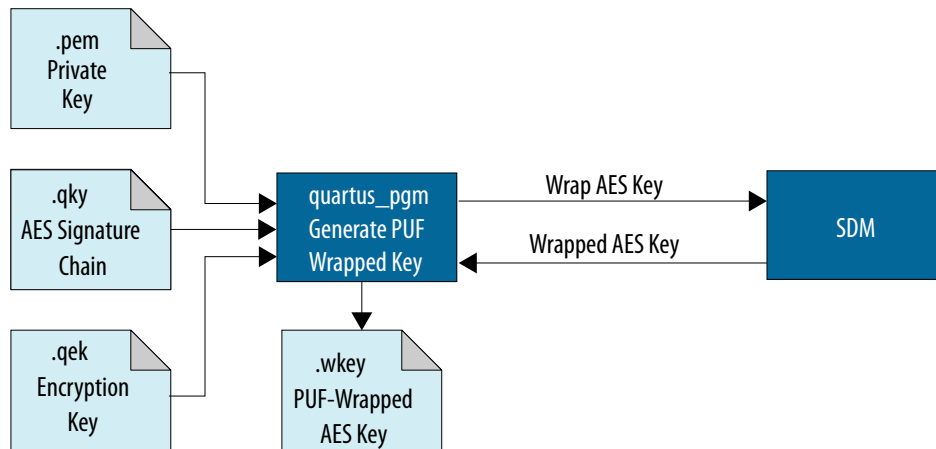 .pem
Private
Key
.qky
AES Signature
Chain
.qek
Encryption
Key
quartus_pgm
Generate PUF
Wrapped Key
Wrap AES Key
Wrapped AES Key
SDM
.wkey
PUF-Wrapped
AES Key